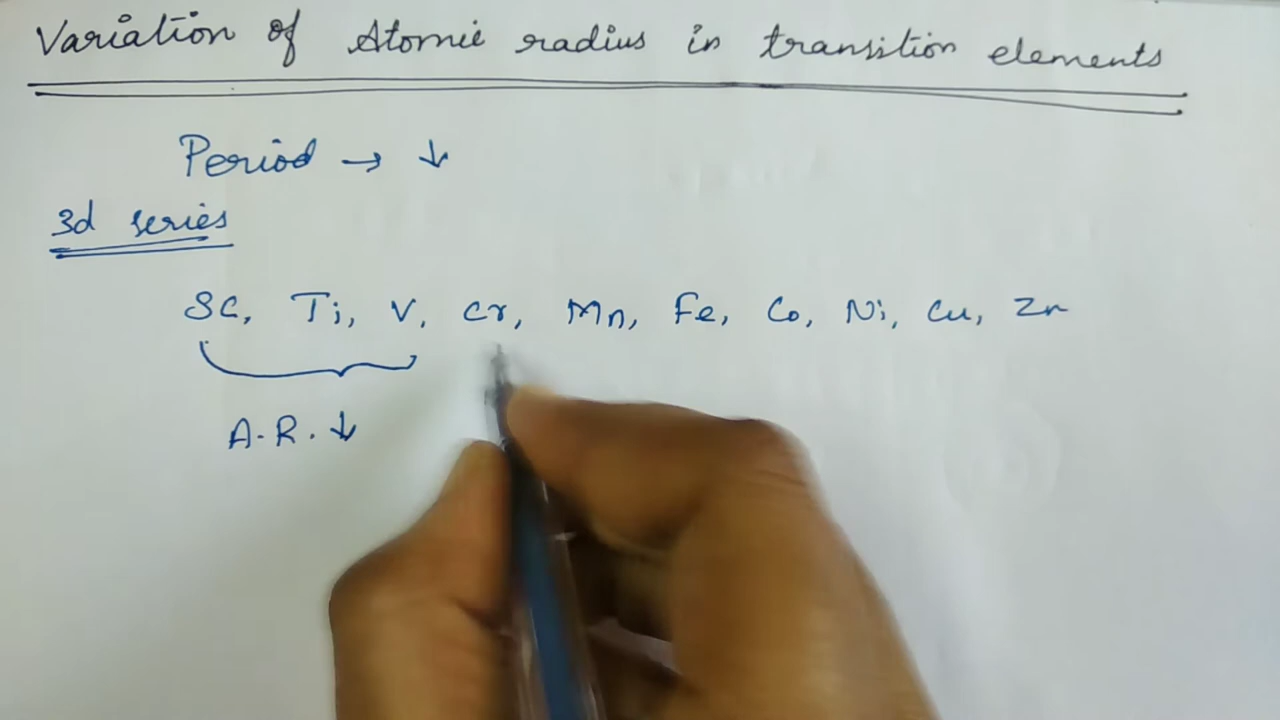 Variation of Atomic radius in transition elements
Period → ↓
3d series
Sc, Ti, V, Cr, Mn, Fe, Co, Ni, Cu, Zn
A.R. ↓